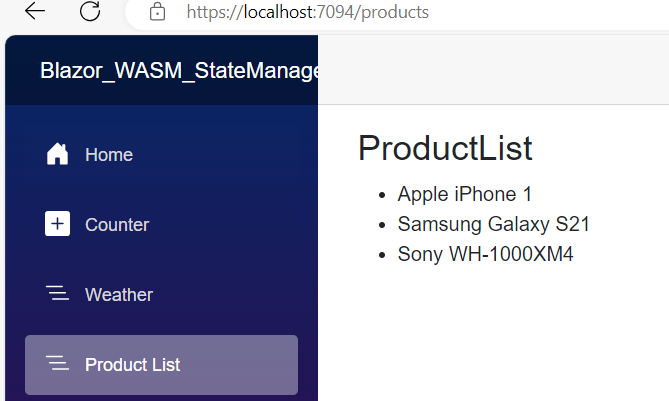 https://localhost:7094/products
Blazor_WASM_StateManage
Home
Counter
Weather
Product List
ProductList
Apple iPhone 1
Samsung Galaxy S21
Sony WH-1000XM4